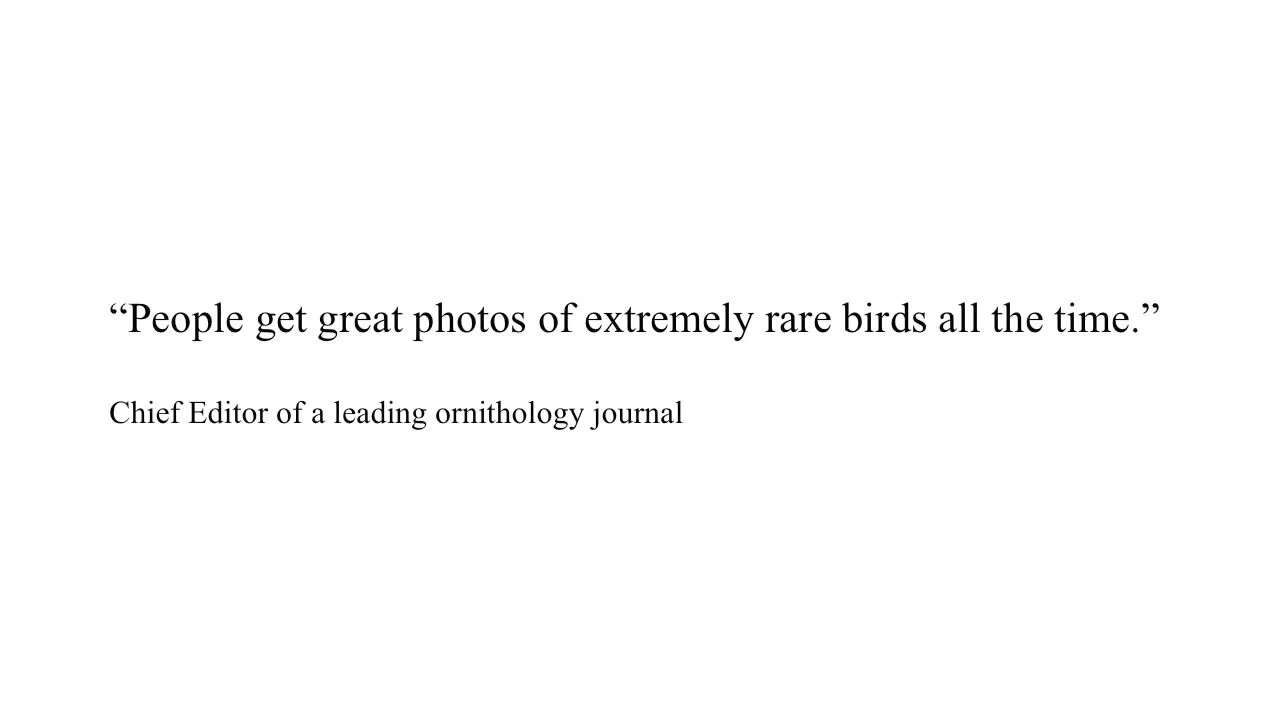 “People get great photos of extremely rare birds all the time.”
Chief Editor of a leading ornithology journal